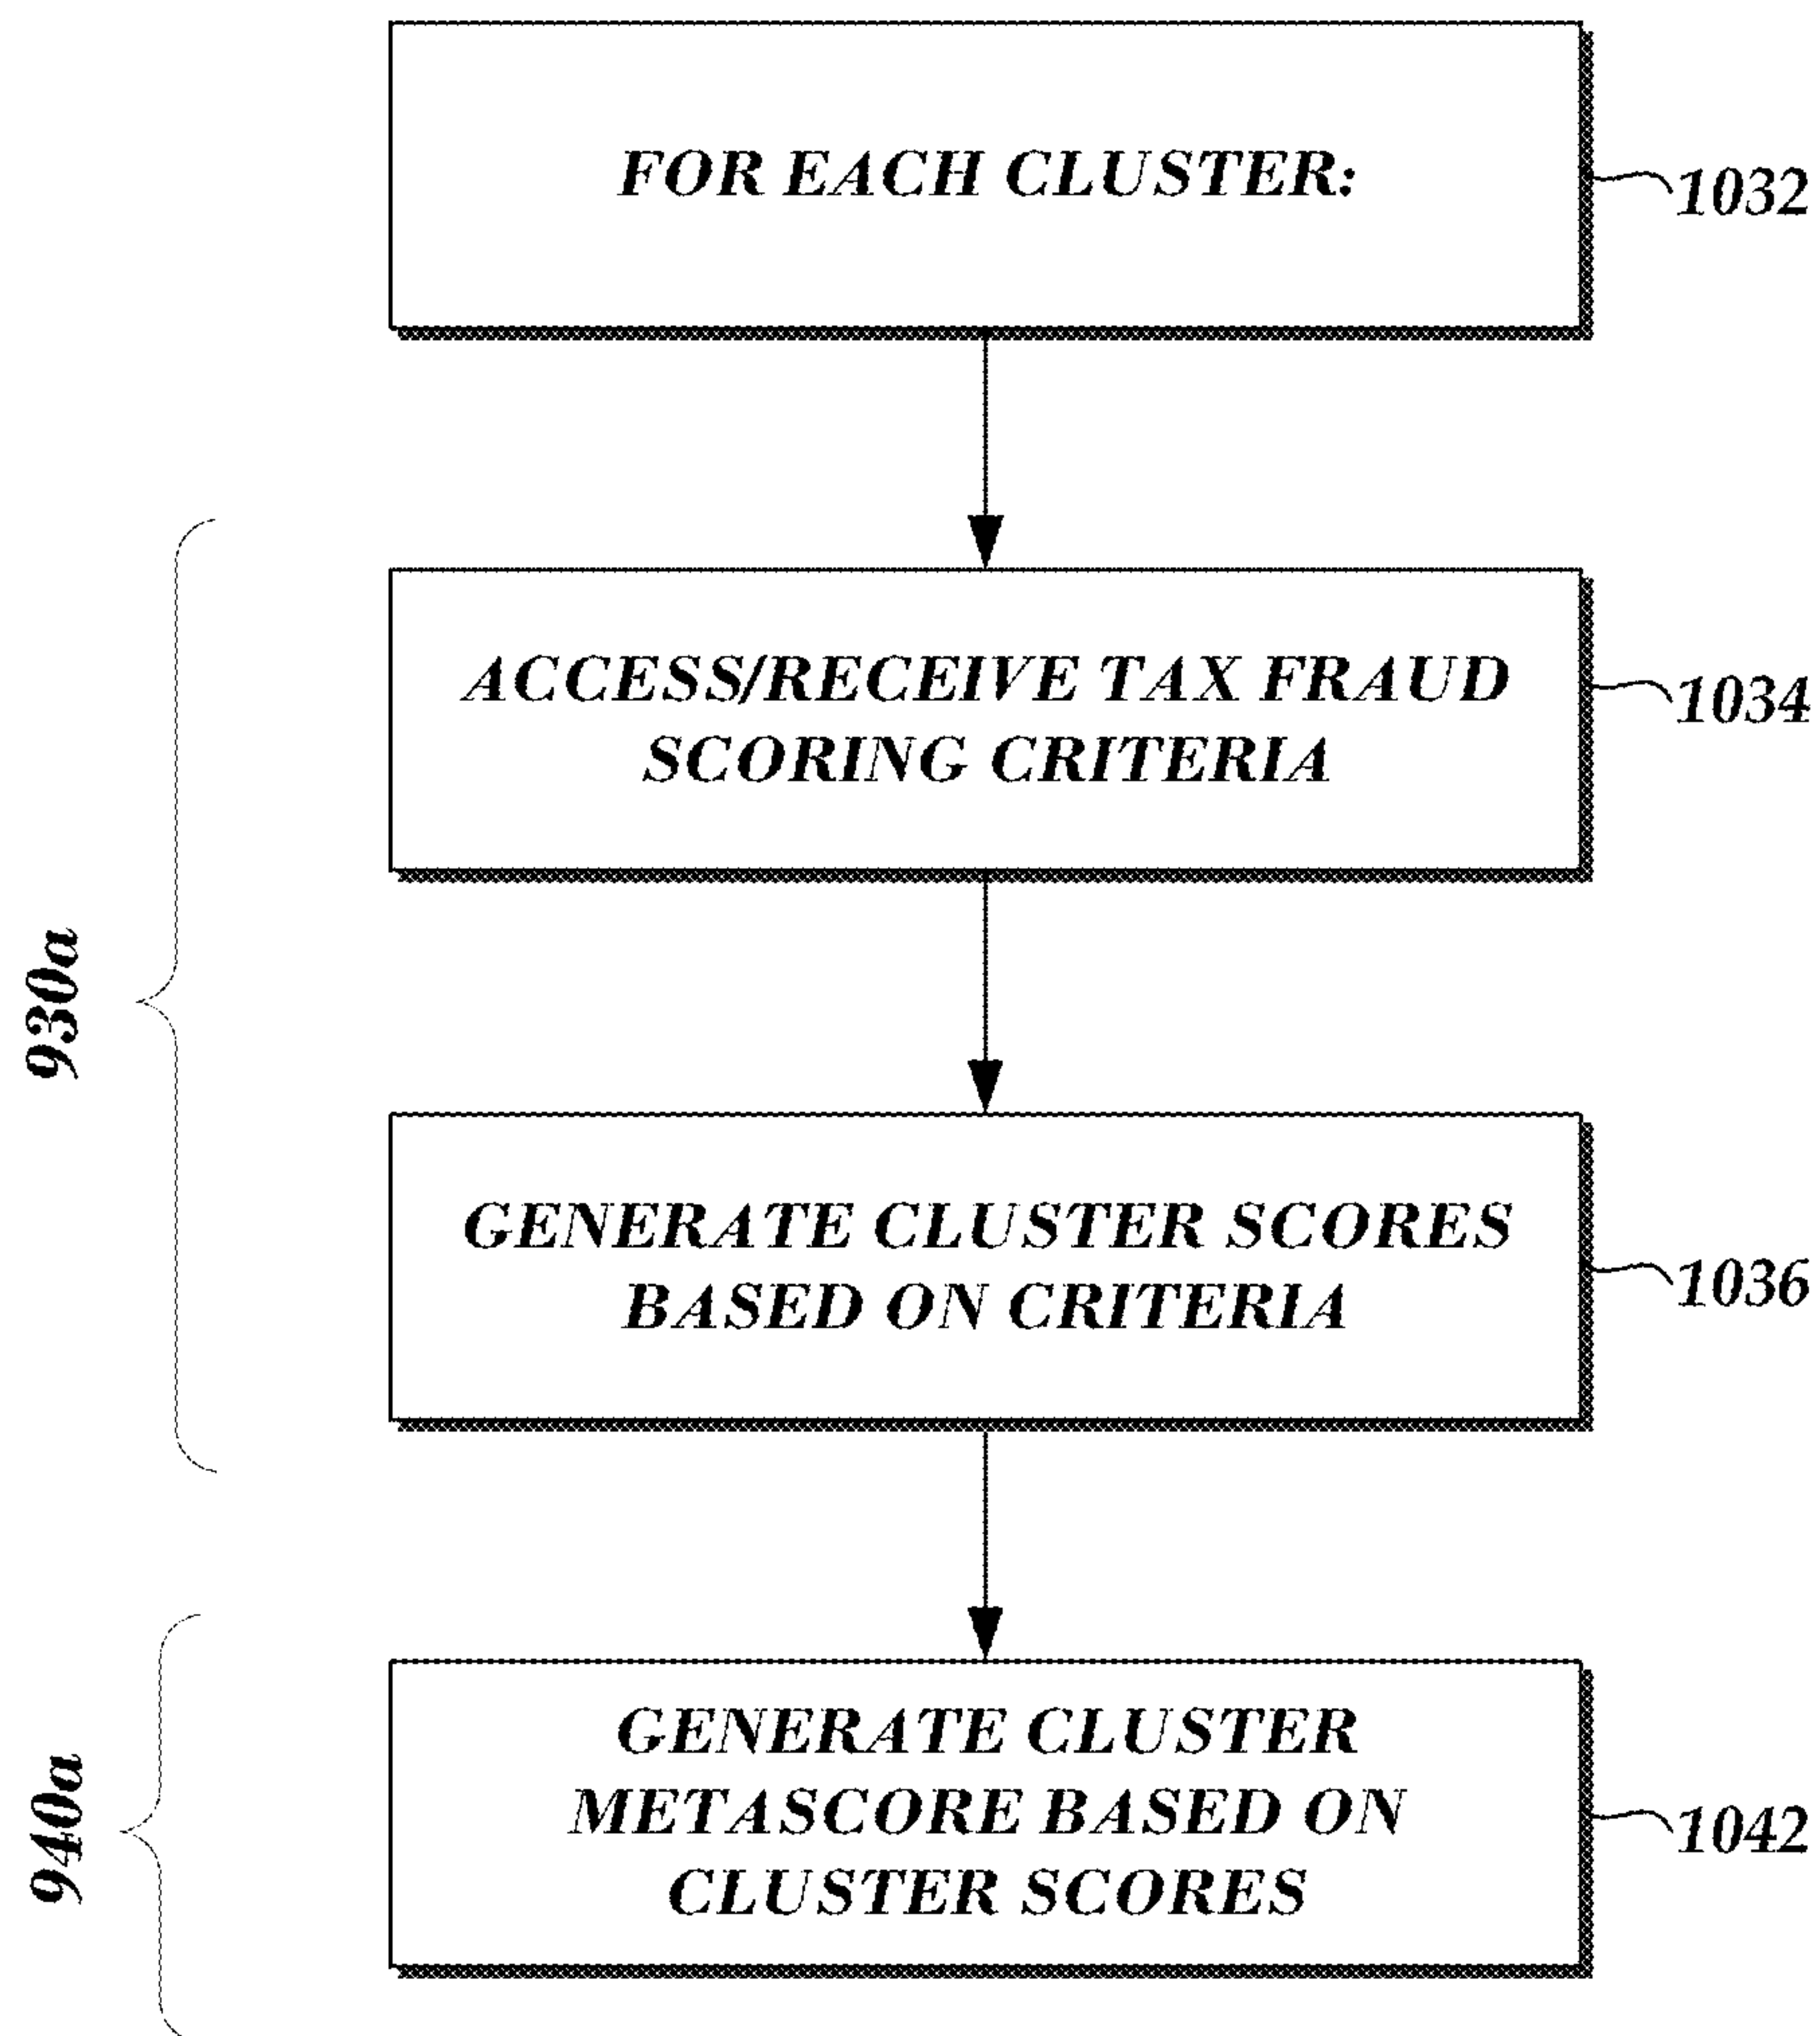 FOR EACH CLUSTER:
1032
ACCESS/RECEIVE TAX FRAUD
SCORING CRITERIA
1034
930a
GENERATE CLUSTER SCORES
BASED ON CRITERIA
1036
GENERATE CLUSTER
METASCORE BASED ON
CLUSTER SCORES
1042
940a